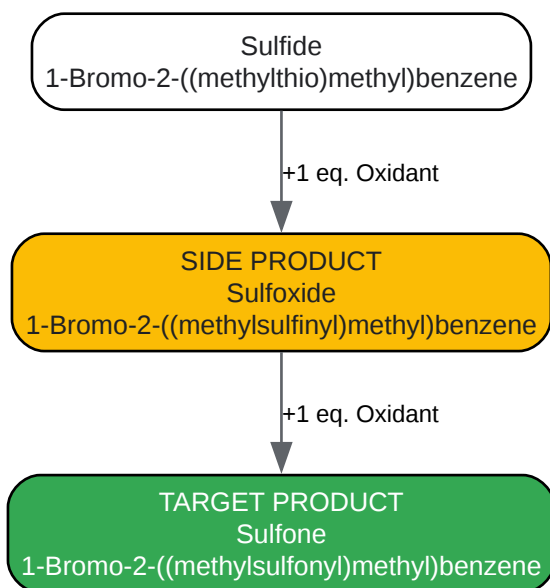 Sulfide
1-Bromo-2-((methylthio)methyl)benzene
+1 eq. Oxidant
SIDE PRODUCT
Sulfoxide
1-Bromo-2-((methylsulfinyl)methyl)benzene
+1 eq. Oxidant
TARGET PRODUCT
Sulfone
1-Bromo-2-((methylsulfonyl)methyl)benzene